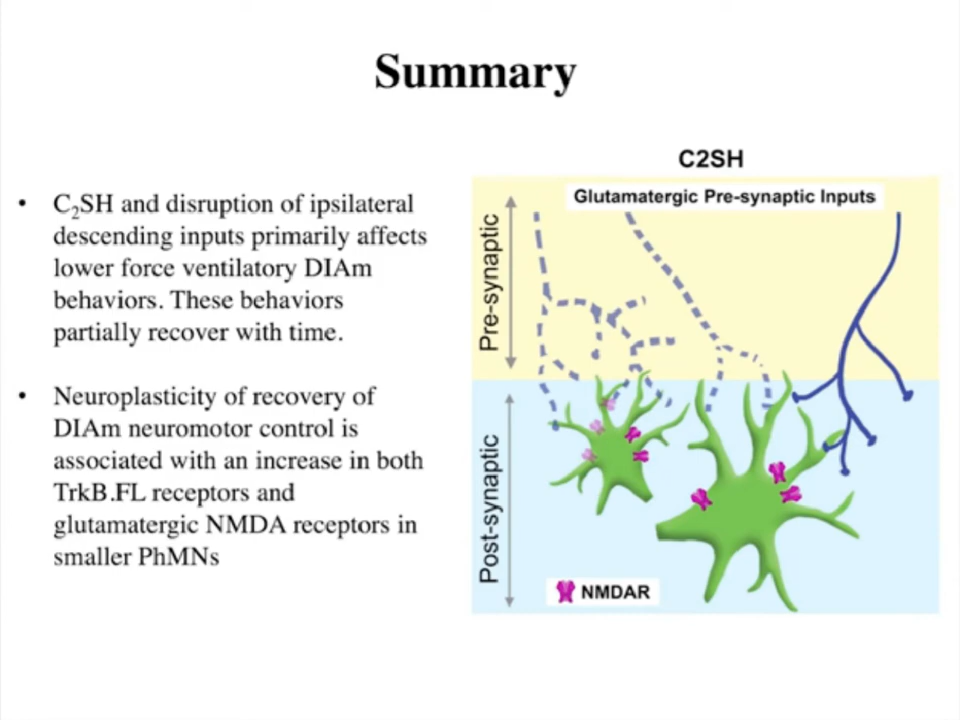 Summary
• C₂SH and disruption of ipsilateral
descending inputs primarily affects
lower force ventilatory DIAm
behaviors. These behaviors
partially recover with time.
• Neuroplasticity of recovery of
DIAm neuromotor control is
associated with an increase in both
TrkB.FL receptors and
glutamatergic NMDA receptors in
smaller PhMNs
C2SH
Glutamatergic Pre-synaptic Inputs
Pre-synaptic
Post-synaptic
NMDAR